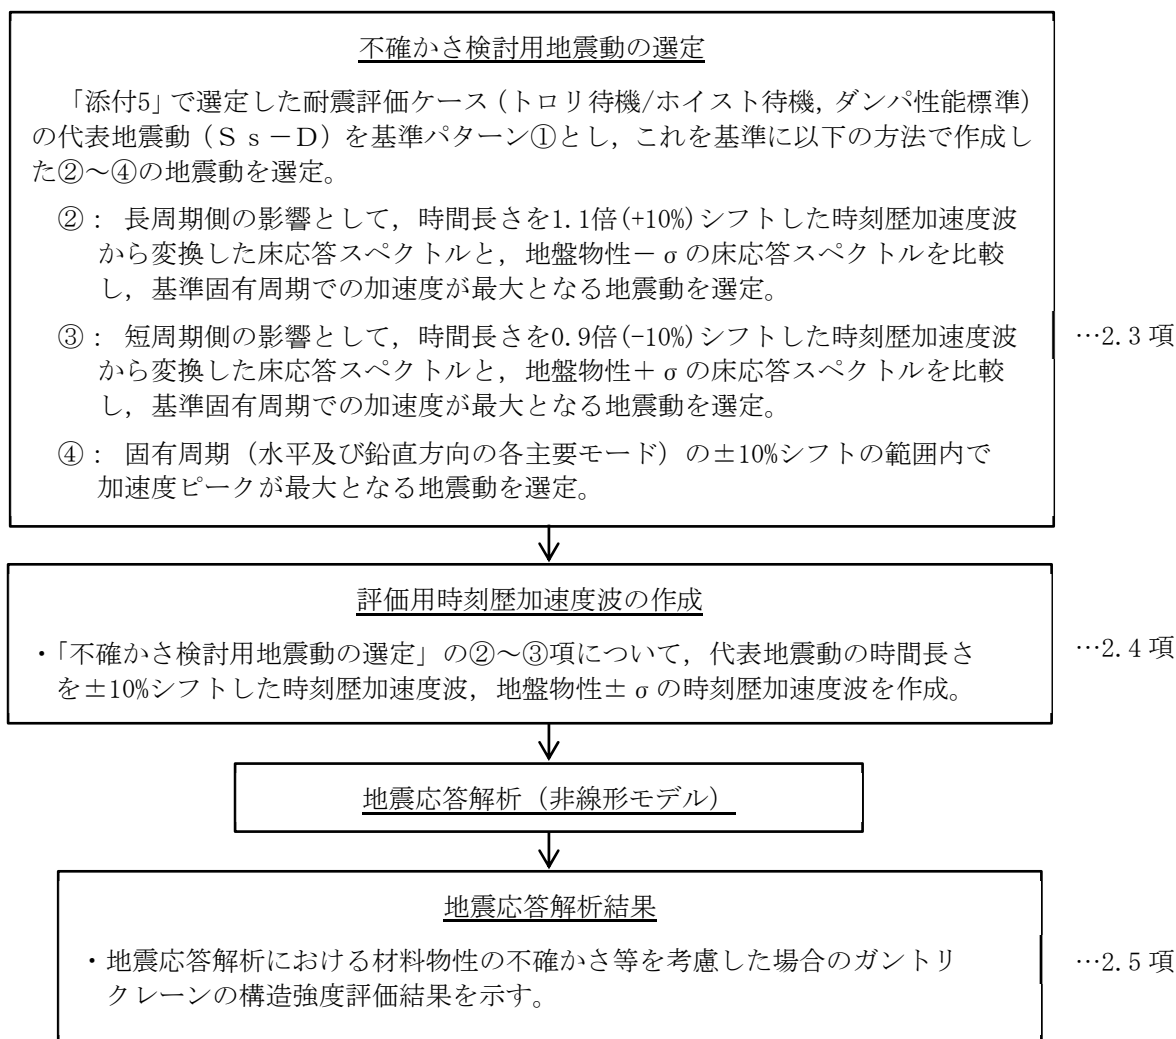 不確かさ検討用地震動の選定
「添付5」で選定した耐震評価ケース(トロリ待機/ホイスト待機,ダンパ性能標準)
の代表地震動(Ss-D)を基準パターン①とし,これを基準に以下の方法で作成し
た②~④の地震動を選定。
②: 長周期側の影響として,時間長さを1.1倍(+10%)シフトした時刻歴加速度波
から変換した床応答スペクトルと,地盤物性-σの床応答スペクトルを比較
し,基準固有周期での加速度が最大となる地震動を選定。
③: 短周期側の影響として,時間長さを0.9倍(-10%)シフトした時刻歴加速度波
から変換した床応答スペクトルと,地盤物性+σの床応答スペクトルを比較
し,基準固有周期での加速度が最大となる地震動を選定。
④: 固有周期(水平及び鉛直方向の各主要モード)の±10%シフトの範囲内で
加速度ピークが最大となる地震動を選定。
…2.3項
評価用時刻歴加速度波の作成
・「不確かさ検討用地震動の選定」の②~③項について,代表地震動の時間長さ
を±10%シフトした時刻歴加速度波,地盤物性±σの時刻歴加速度波を作成。
…2.4項
地震応答解析(非線形モデル)
地震応答解析結果
・地震応答解析における材料物性の不確かさ等を考慮した場合のガントリ
クレーンの構造強度評価結果を示す。
…2.5項